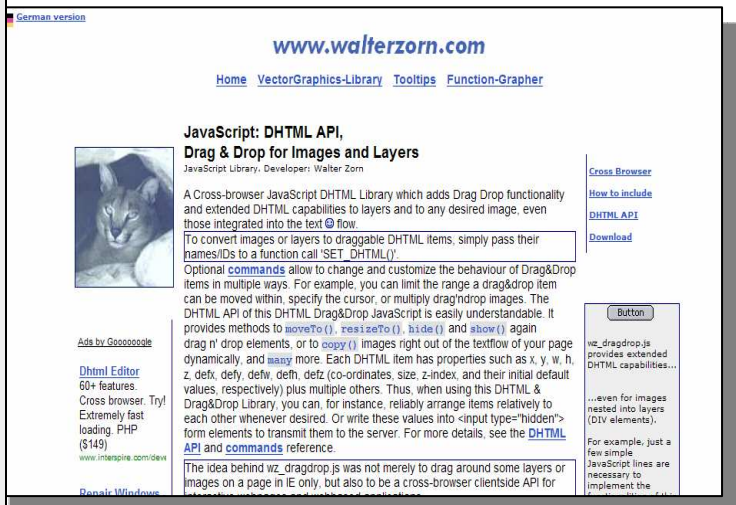 German version
www.walterzorn.com
Home VectorGraphics-Library Tooltips Function-Grapher
JavaScript: DHTML API,
Drag & Drop for Images and Layers
JavaScript Library. Developer: Walter Zorn
A Cross-browser JavaScript DHTML Library which adds Drag Drop functionality
and extended DHTML capabilities to layers and to any desired image, even
those integrated into the text flow.
To convert images or layers to draggable DHTML items, simply pass their
names/IDs to a function call 'SET_DHTML()'.
Optional commands allow to change and customize the behaviour of Drag&Drop
items in multiple ways. For example, you can limit the range a drag&drop item
can be moved within, specify the cursor, or multiply drag'ndrop images. The
DHTML API of this DHTML Drag&Drop JavaScript is easily understandable. It
provides methods to moveTo(), resizeTo(), hide() and show() again
drag n' drop elements, or to copy() images right out of the textflow of your page
dynamically, and many more. Each DHTML item has properties such as x, y, w, h,
z, defx, defy, defw, defh, defz (co-ordinates, size, z-index, and their initial default
values, respectively) plus multiple others. Thus, when using this DHTML &
Drag&Drop Library, you can, for instance, reliably arrange items relatively to
each other whenever desired. Or write these values into <input type="hidden">
form elements to transmit them to the server. For more details, see the DHTML
API and commands reference.
The idea behind wz_dragdrop.js was not merely to drag around some layers or
images on a page in IE only, but also to be a cross-browser clientside API for
interactive webpages and webbased applications
Ads by Goooooogle
Dhtml Editor
60+ features.
Cross browser. Try!
Extremely fast
loading. PHP
($149)
www.interspire.com/deve
Repair Windows
Cross Browser
How to include
DHTML API
Download
Button
wz_dragdrop.js
provides extended
DHTML capabilities...
...even for images
nested into layers
(DIV elements).
For example, just a
few simple
JavaScript lines are
necessary to
implement the